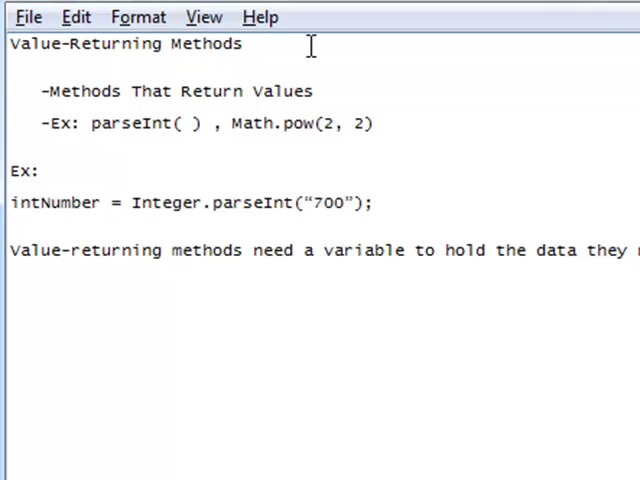 File Edit Format View Help
Value-Returning Methods
-Methods That Return Values
-Ex: parseInt( ) , Math.pow(2, 2)
Ex:
intNumber = Integer.parseInt(“700”);
Value-returning methods need a variable to hold the data they